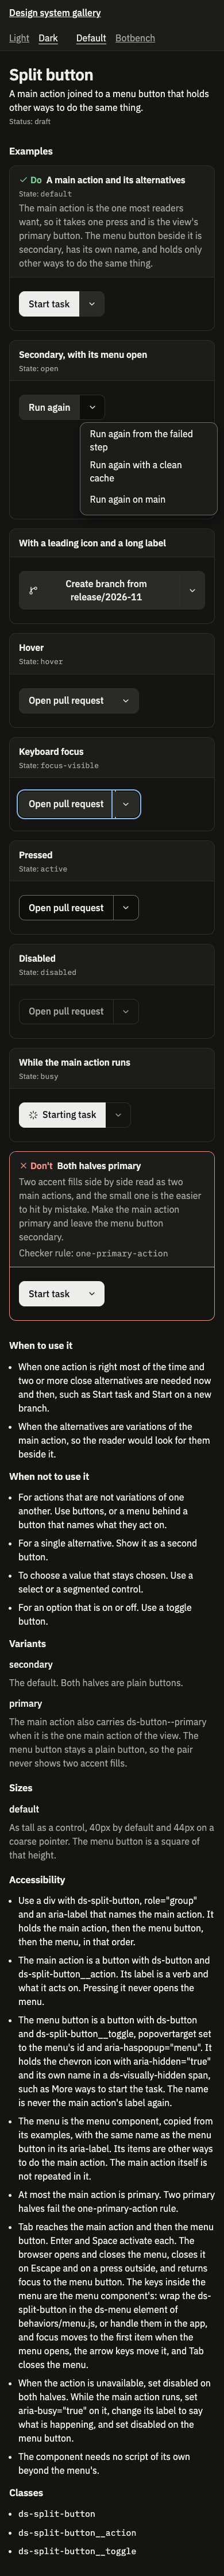 Design system gallery
Light Dark Default Botbench
Split button
A main action joined to a menu button that holds
other ways to do the same thing.
Status: draft
Examples
Do A main action and its alternatives
State: default
The main action is the one most readers
want, so it takes one press and is the view's
primary button. The menu button beside it is
secondary, has its own name, and holds only
other ways to do the same thing.
Start task
Secondary, with its menu open
State: open
Run again
Run again from the failed
step
Run again with a clean
cache
Run again on main
With a leading icon and a long label
Create branch from
release/2026-11
Hover
State: hover
Open pull request
Keyboard focus
State: focus-visible
Open pull request
Pressed
State: active
Open pull request
Disabled
State: disabled
Open pull request
While the main action runs
State: busy
Starting task
Don't Both halves primary
Two accent fills side by side read as two
main actions, and the small one is the easier
to hit by mistake. Make the main action
primary and leave the menu button
secondary.
Checker rule: one-primary-action
Start task
When to use it
• When one action is right most of the time and
two or more close alternatives are needed now
and then, such as Start task and Start on a new
branch.
• When the alternatives are variations of the
main action, so the reader would look for them
beside it.
When not to use it
• For actions that are not variations of one
another. Use buttons, or a menu behind a
button that names what they act on.
• For a single alternative. Show it as a second
button.
• To choose a value that stays chosen. Use a
select or a segmented control.
• For an option that is on or off. Use a toggle
button.
Variants
secondary
The default. Both halves are plain buttons.
primary
The main action also carries ds-button--primary
when it is the one main action of the view. The
menu button stays a plain button, so the pair
never shows two accent fills.
Sizes
default
As tall as a control, 40px by default and 44px on a
coarse pointer. The menu button is a square of
that height.
Accessibility
• Use a div with ds-split-button, role="group"
and an aria-label that names the main action. It
holds the main action, then the menu button,
then the menu, in that order.
• The main action is a button with ds-button and
ds-split-button__action. Its label is a verb and
what it acts on. Pressing it never opens the
menu.
• The menu button is a button with ds-button
and ds-split-button__toggle, popovertarget set
to the menu's id and aria-haspopup="menu". It
holds the chevron icon with aria-hidden="true"
and its own name in a ds-visually-hidden span,
such as More ways to start the task. The name
is never the main action's label again.
• The menu is the menu component, copied from
its examples, with the same name as the menu
button in its aria-label. Its items are other ways
to do the main action. The main action itself is
not repeated in it.
• At most the main action is primary. Two primary
halves fail the one-primary-action rule.
• Tab reaches the main action and then the menu
button. Enter and Space activate each. The
browser opens and closes the menu, closes it
on Escape and on a press outside, and returns
focus to the menu button. The keys inside the
menu are the menu component's: wrap the ds-
split-button in the ds-menu element of
behaviors/menu.js, or handle them in the app,
and focus moves to the first item when the
menu opens, the arrow keys move it, and Tab
closes the menu.
• When the action is unavailable, set disabled on
both halves. While the main action runs, set
aria-busy="true" on it, change its label to say
what is happening, and set disabled on the
menu button.
• The component needs no script of its own
beyond the menu's.
Classes
• ds-split-button
• ds-split-button__action
• ds-split-button__toggle